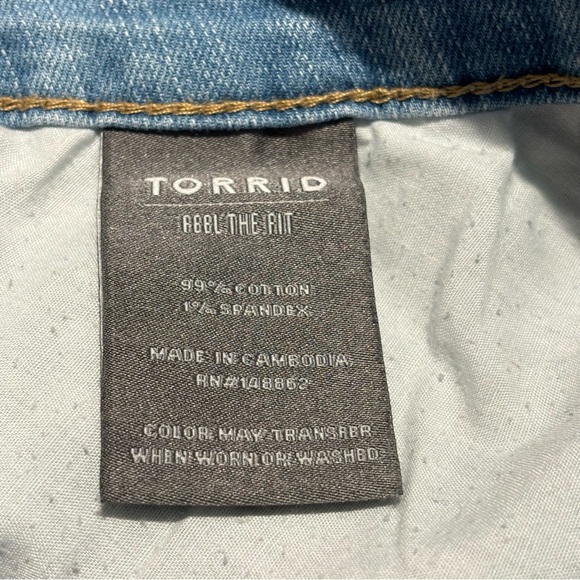 TORRID
FEEL THE FIT
99% COTTON
1% SPANDEX
MADE IN CAMBODIA
RN#148862
COLOR MAY TRANSFER
WHEN WORN OR WASHED